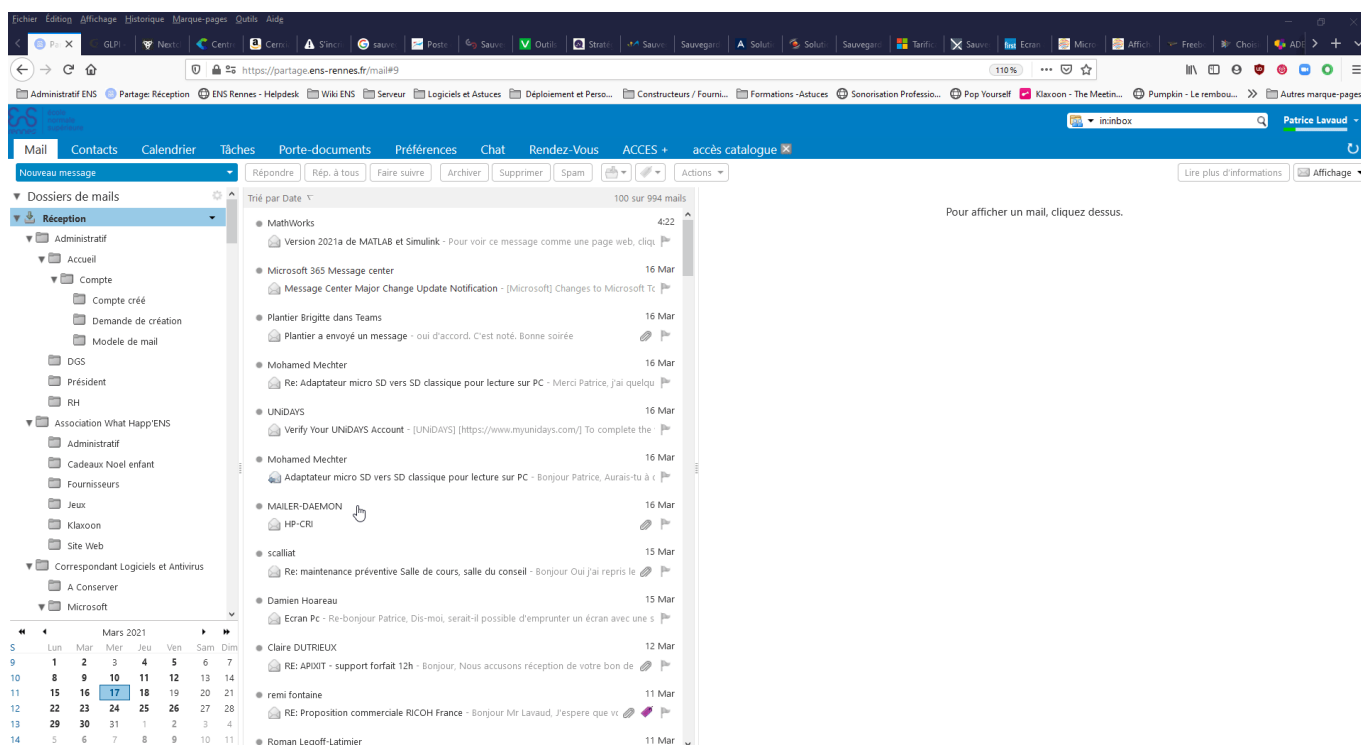 Fichier Édition Affichage Historique Marque-pages Outils Aide
Pa GLPI Nextc Centre Cerni S'incr sauve Poste Sauve Outils Straté Sauve Sauvegard Soluti Soluti Sauvegard Tarific Sauve Ecran Micro Affich Freeb Choix ADE
https://partage.ens-rennes.fr/mail#9 110 %
Administratif ENS Partage: Réception ENS Rennes - Helpdesk Wiki ENS Serveur Logiciels et Astuces Déploiement et Perso... Constructeurs / Fourni... Formations -Astuces Sonorisation Professio... Pop Yourself Klaxoon - The Meetin... Pumpkin - Le rembou... Autres marque-pages
in:inbox Patrice Lavaud
Mail Contacts Calendrier Tâches Porte-documents Préférences Chat Rendez-Vous ACCES + accès catalogue
Nouveau message Répondre Rép. à tous Faire suivre Archiver Supprimer Spam Actions Lire plus d'informations Affichage
Dossiers de mails
Réception
Administratif
Accueil
Compte
Compte créé
Demande de création
Modele de mail
DGS
Président
RH
Association What Happ'ENS
Administratif
Cadeaux Noel enfant
Fournisseurs
Jeux
Klaxoon
Site Web
Correspondant Logiciels et Antivirus
A Conserver
Microsoft
Mars 2021
S Lun Mar Mer Jeu Ven Sam Dim
9 1 2 3 4 5 6 7
10 8 9 10 11 12 13 14
11 15 16 17 18 19 20 21
12 22 23 24 25 26 27 28
13 29 30 31 1 2 3 4
14 5 6 7 8 9 10 11
Trié par Date 100 sur 994 mails
MathWorks 4:22
Version 2021a de MATLAB et Simulink - Pour voir ce message comme une page web, cliqu
Microsoft 365 Message center 16 Mar
Message Center Major Change Update Notification - [Microsoft] Changes to Microsoft Tc
Plantier Brigitte dans Teams 16 Mar
Plantier a envoyé un message - oui d'accord. C'est noté. Bonne soirée
Mohamed Mechter 16 Mar
Re: Adaptateur micro SD vers SD classique pour lecture sur PC - Merci Patrice, j'ai quelqu
UNiDAYS 16 Mar
Verify Your UNiDAYS Account - [UNiDAYS] [https://www.myunidays.com/] To complete the
Mohamed Mechter 16 Mar
Adaptateur micro SD vers SD classique pour lecture sur PC - Bonjour Patrice, Aurais-tu à c
MAILER-DAEMON 16 Mar
HP-CRI
scalliat 15 Mar
Re: maintenance préventive Salle de cours, salle du conseil - Bonjour Oui j'ai repris le
Damien Hoareau 15 Mar
Ecran Pc - Re-bonjour Patrice, Dis-moi, serait-il possible d'emprunter un écran avec une s
Claire DUTRIEUX 12 Mar
RE: APIXIT - support forfait 12h - Bonjour, Nous accusons réception de votre bon de
remi fontaine 11 Mar
RE: Proposition commerciale RICOH France - Bonjour Mr Lavaud, J'espere que vo
Roman Legoff-Latimier 11 Mar
Pour afficher un mail, cliquez dessus.